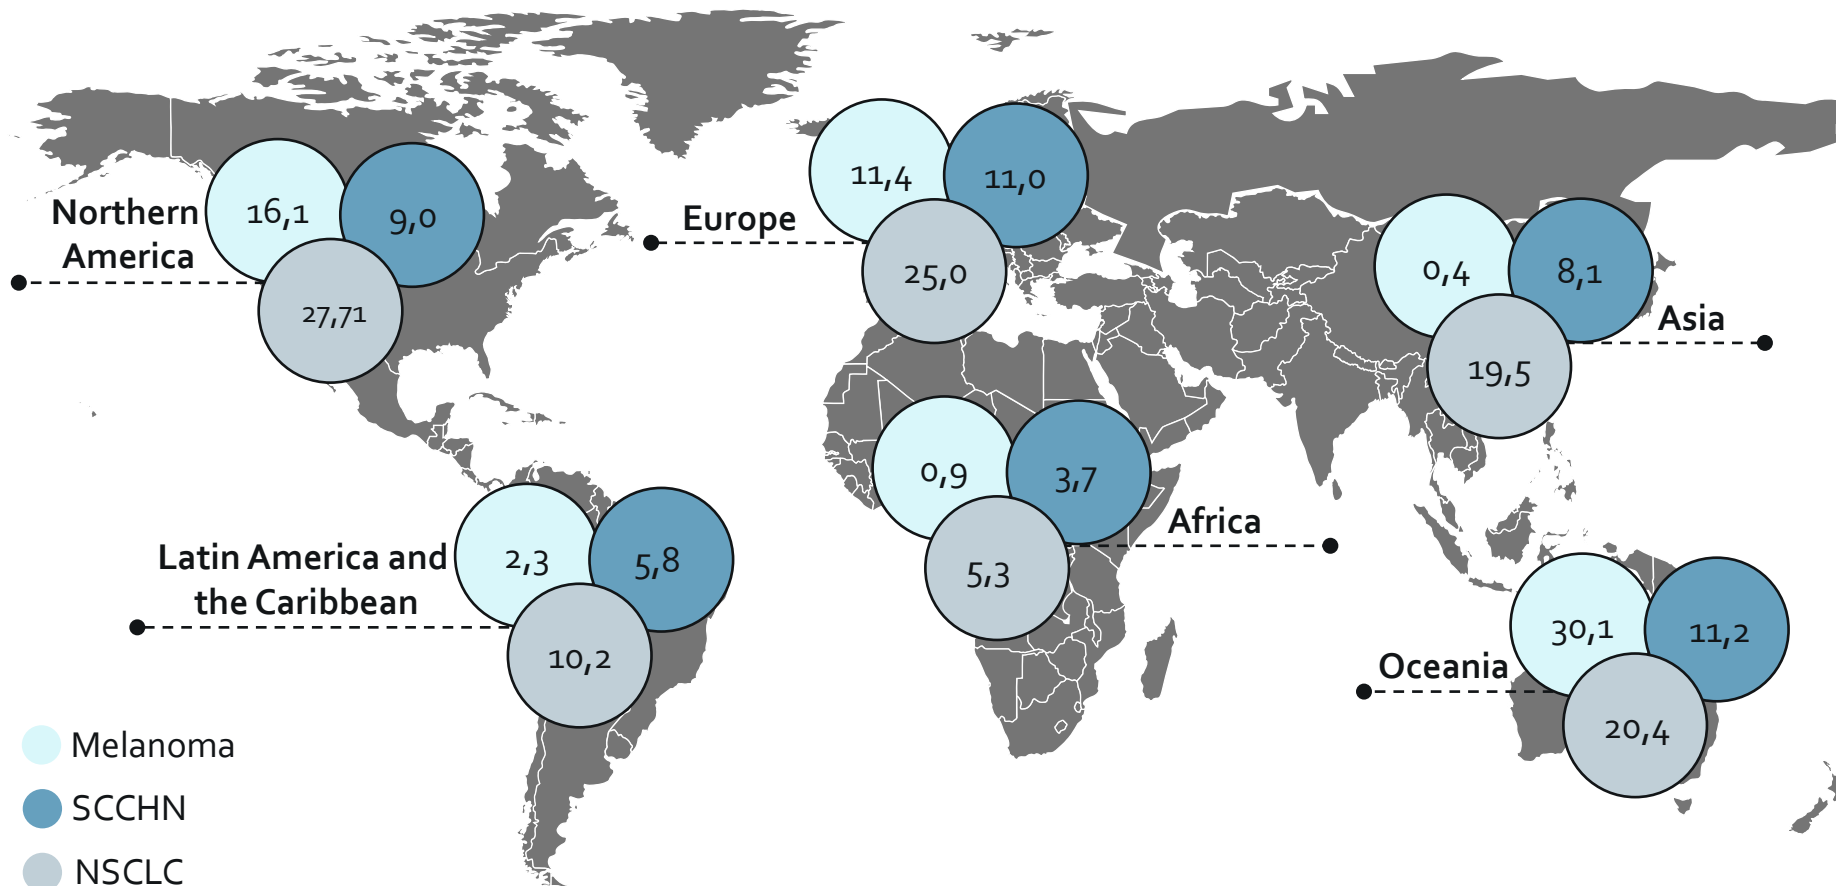 Northern
America
16,1
9,0
27,71
Europe
11,4
11,0
25,0
0,4
8,1
19,5
Asia
Latin America and
the Caribbean
2,3
5,8
10,2
0,9
3,7
5,3
Africa
Oceania
30,1
11,2
20,4
Melanoma
SCCHN
NSCLC